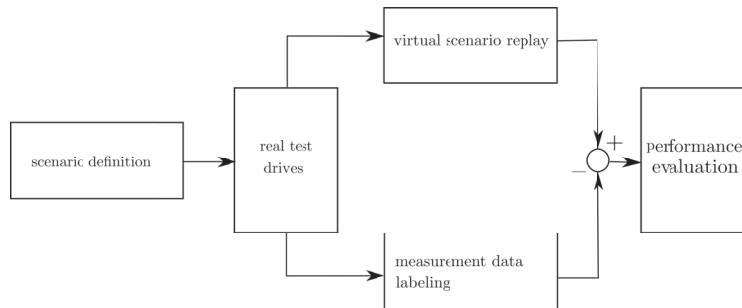 virtual scenario replay
scenaric definition
real test
drives
+
−
performance
evaluation
measurement data
labeling